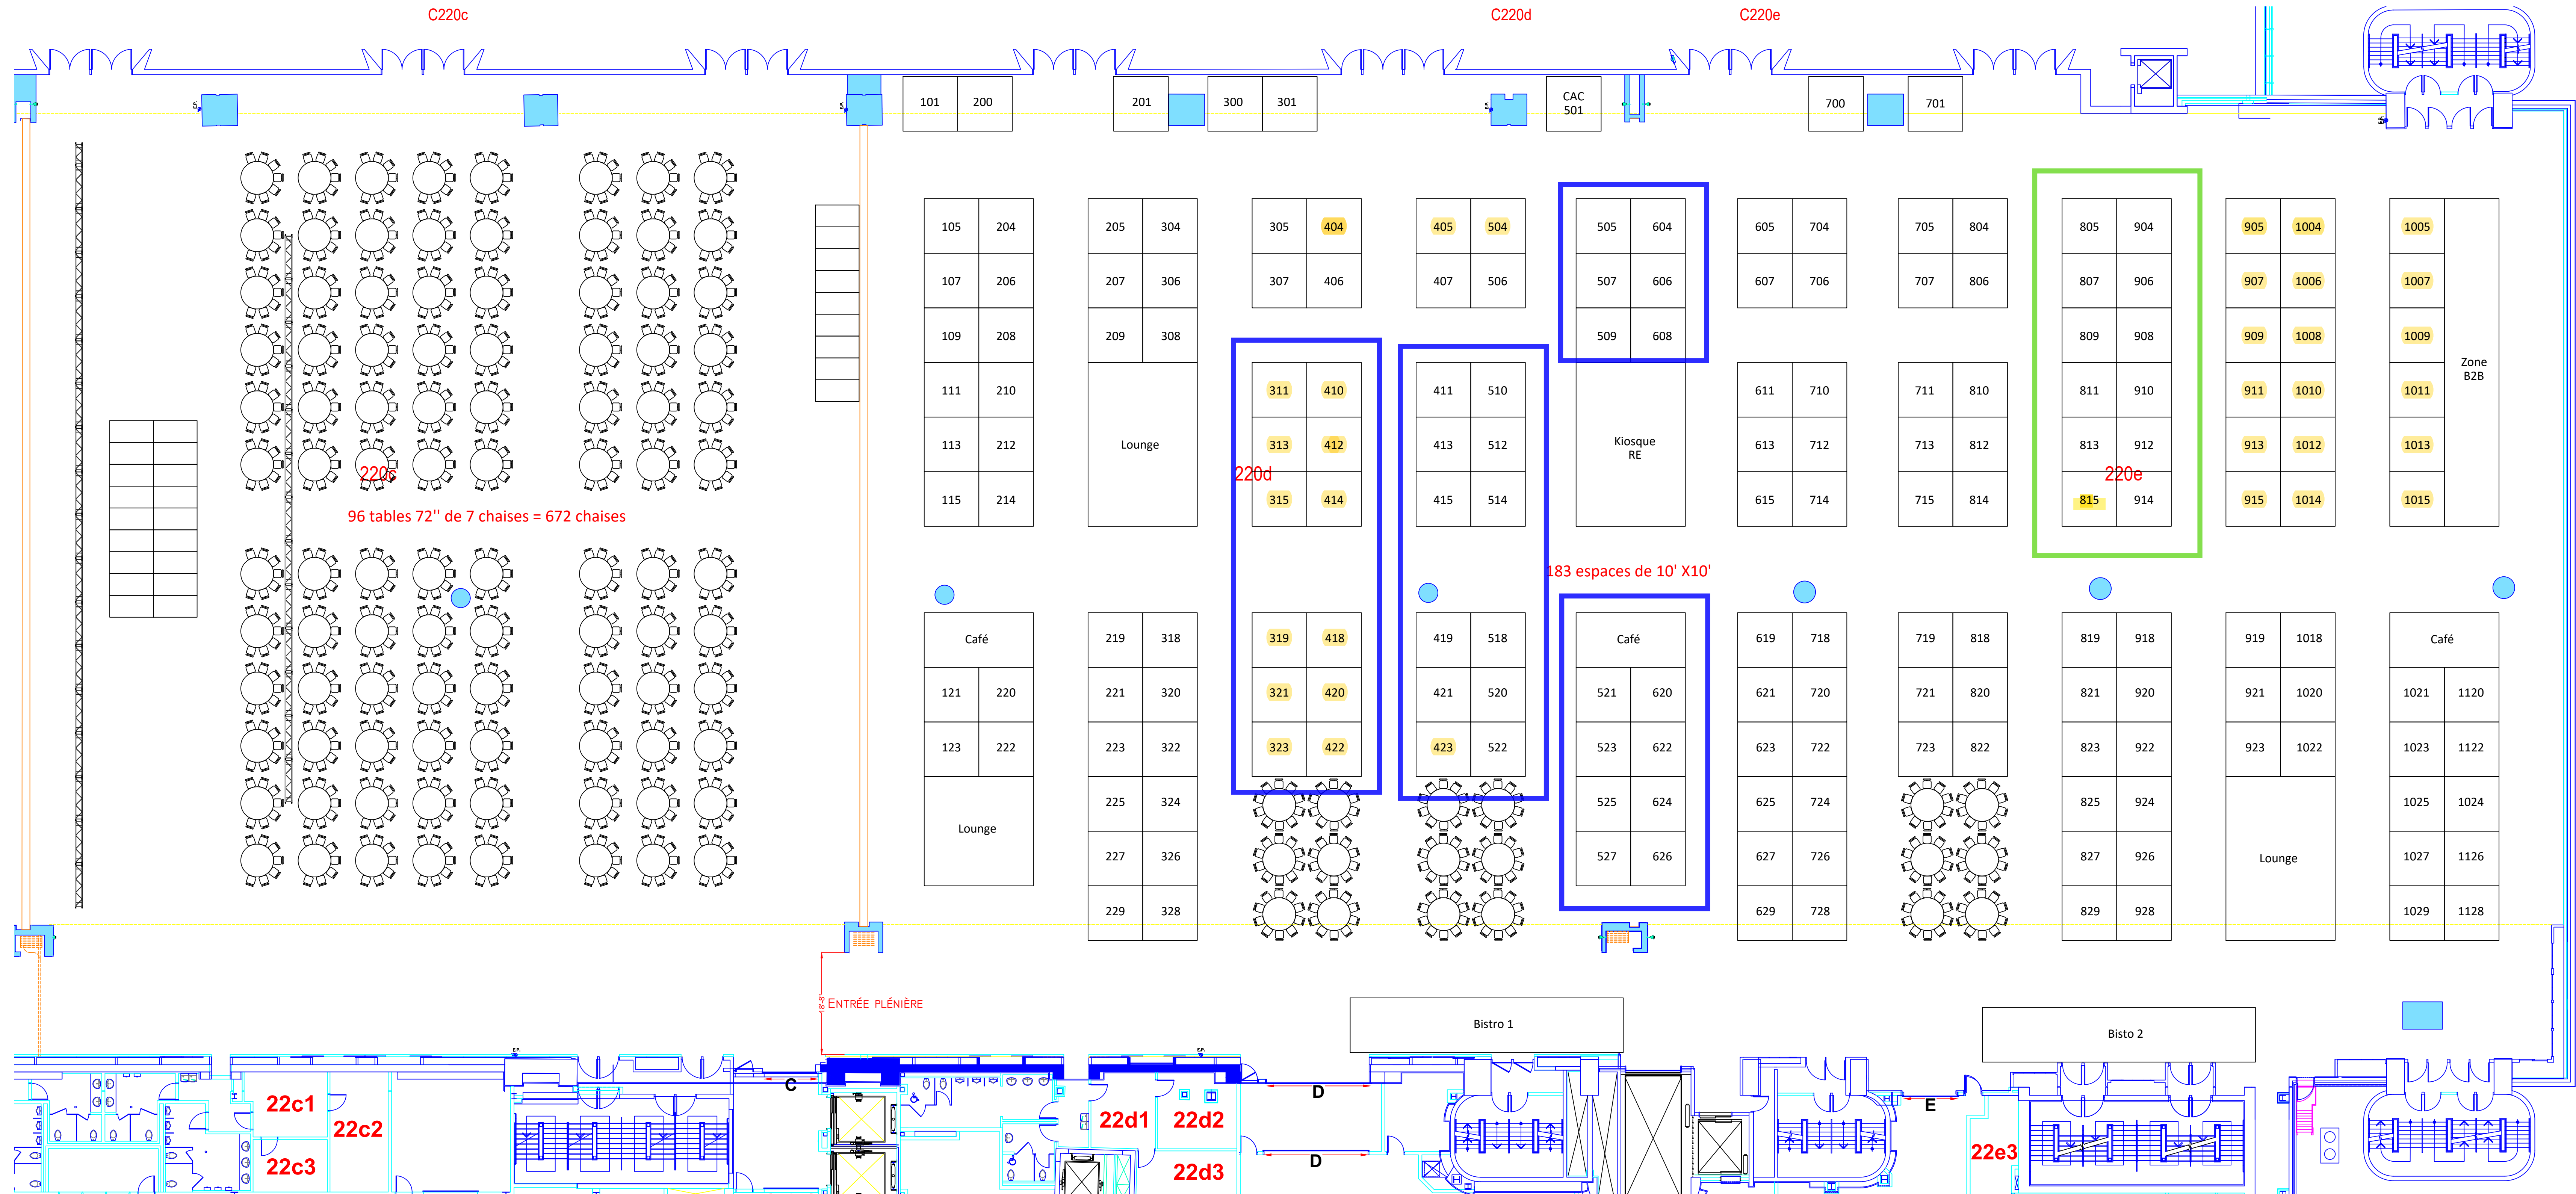 C220c C220d C220e
101 200 201 300 301 CAC 700 701
501
105 204 205 304 305 404 405 504 505 604 605 704 705 804 805 904 905 1004 1005
107 206 207 306 307 406 407 506 507 606 607 706 707 806 807 906 907 1006 1007
109 208 209 308 509 608 809 908 909 1008 1009
Zone
B2B
111 210 311 410 411 510 611 710 711 810 811 910 911 1010 1011
113 212 Lounge 313 412 413 512 Kiosque 613 712 713 812 813 912 913 1012 1013
RE
220c 220d 220e
115 214 315 414 415 514 615 714 715 814 815 914 915 1014 1015
96 tables 72'' de 7 chaises = 672 chaises
183 espaces de 10' X10'
Café 219 318 319 418 419 518 Café 619 718 719 818 819 918 919 1018 Café
121 220 221 320 321 420 421 520 521 620 621 720 721 820 821 920 921 1020 1021 1120
123 222 223 322 323 422 423 522 523 622 623 722 723 822 823 922 923 1022 1023 1122
225 324 525 624 625 724 825 924 1025 1024
Lounge
227 326 527 626 627 726 827 926 Lounge 1027 1126
229 328 629 728 829 928 1029 1128
18'-8"
ENTRÉE PLÉNIÈRE
Bistro 1 Bisto 2
C D E
22c1 22d1 22d2
22c2
22c3 D 22e3
22d3